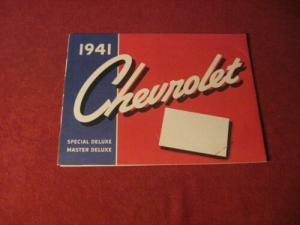 1941
Chevrolet
SPECIAL DELUXE
MASTER DELUXE